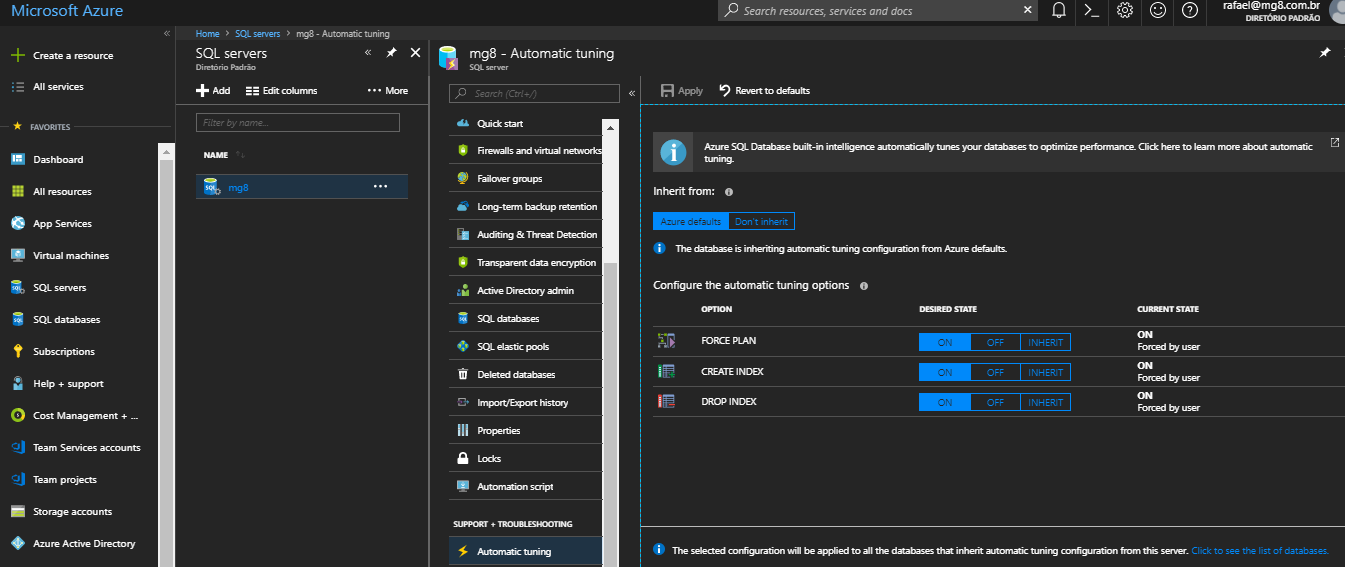 Microsoft Azure
Search resources, services and docs
rafael@mg8.com.br
DIRETÓRIO PADRÃO
Create a resource
All services
FAVORITES
Dashboard
All resources
App Services
Virtual machines
SQL servers
SQL databases
Subscriptions
Help + support
Cost Management + ...
Team Services accounts
Team projects
Storage accounts
Azure Active Directory
Home > SQL servers > mg8 - Automatic tuning
SQL servers
Diretório Padrão
Add
Edit columns
More
Filter by name...
NAME
mg8
mg8 - Automatic tuning
SQL server
Search (Ctrl+/)
Quick start
Firewalls and virtual networks
Failover groups
Long-term backup retention
Auditing & Threat Detection
Transparent data encryption
Active Directory admin
SQL databases
SQL elastic pools
Deleted databases
Import/Export history
Properties
Locks
Automation script
SUPPORT + TROUBLESHOOTING
Automatic tuning
Apply
Revert to defaults
Azure SQL Database built-in intelligence automatically tunes your databases to optimize performance. Click here to learn more about automatic
tuning.
Inherit from:
Azure defaults Don't inherit
The database is inheriting automatic tuning configuration from Azure defaults.
Configure the automatic tuning options
OPTION DESIRED STATE CURRENT STATE
FORCE PLAN ON OFF INHERIT ON
Forced by user
CREATE INDEX ON OFF INHERIT ON
Forced by user
DROP INDEX ON OFF INHERIT ON
Forced by user
The selected configuration will be applied to all the databases that inherit automatic tuning configuration from this server. Click to see the list of databases.